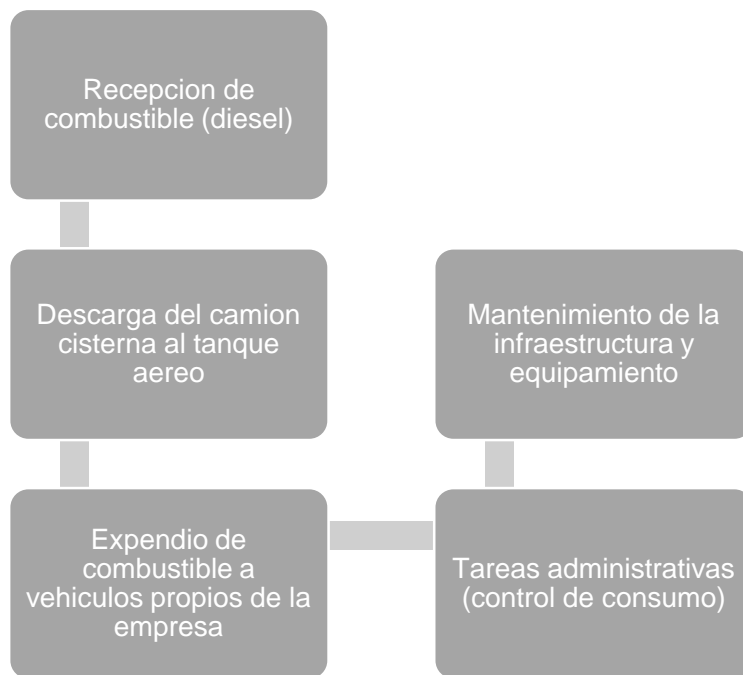 Recepcion de
combustible (diesel)
Descarga del camion
cisterna al tanque
aereo
Expendio de
combustible a
vehiculos propios de la
empresa
Tareas administrativas
(control de consumo)
Mantenimiento de la
infraestructura y
equipamiento